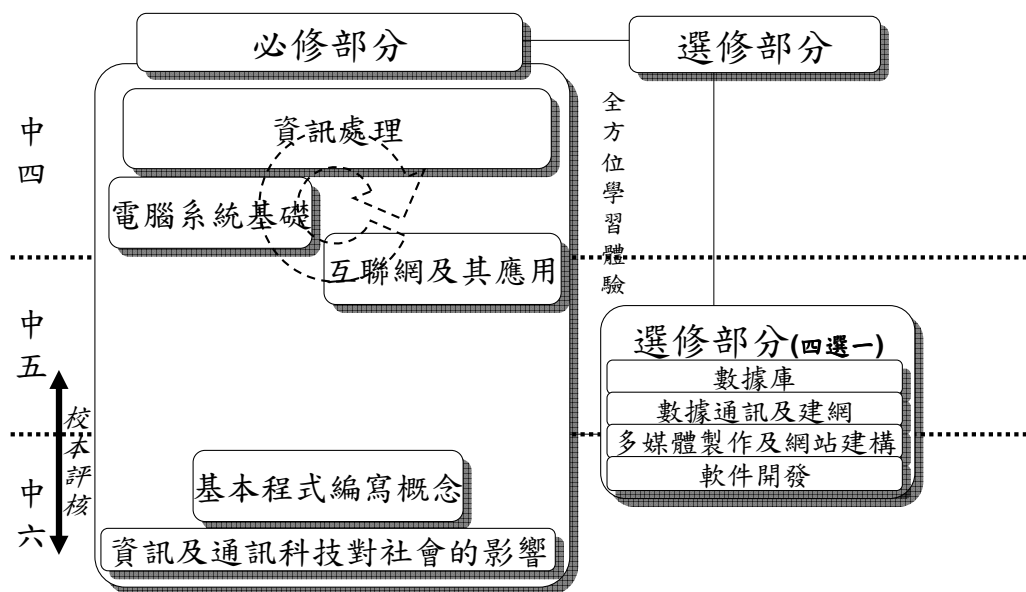 必修部分
選修部分
中四
資訊處理
全方位學習體驗
電腦系統基礎
互聯網及其應用
中五
選修部分(四選一)
數據庫
數據通訊及建網
多媒體製作及網站建構
軟件開發
校本評核
中六
基本程式編寫概念
資訊及通訊科技對社會的影響